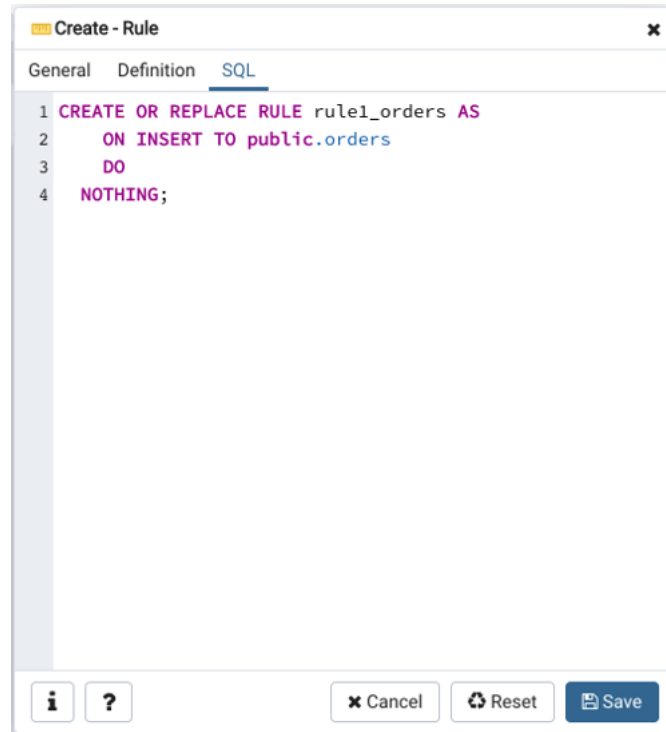 Create - Rule
General Definition SQL
1 CREATE OR REPLACE RULE rule1_orders AS
2 ON INSERT TO public.orders
3 DO
4 NOTHING;
i ? Cancel Reset Save